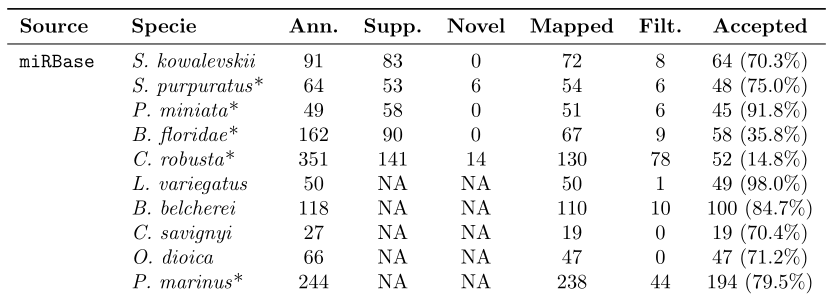 Source Specie Ann. Supp. Novel Mapped Filt. Accepted
miRBase S. kowalevskii 91 83 0 72 8 64 (70.3%)
S. purpuratus* 64 53 6 54 6 48 (75.0%)
P. miniata* 49 58 0 51 6 45 (91.8%)
B. floridae* 162 90 0 67 9 58 (35.8%)
C. robusta* 351 141 14 130 78 52 (14.8%)
L. variegatus 50 NA NA 50 1 49 (98.0%)
B. belcherei 118 NA NA 110 10 100 (84.7%)
C. savignyi 27 NA NA 19 0 19 (70.4%)
O. dioica 66 NA NA 47 0 47 (71.2%)
P. marinus* 244 NA NA 238 44 194 (79.5%)